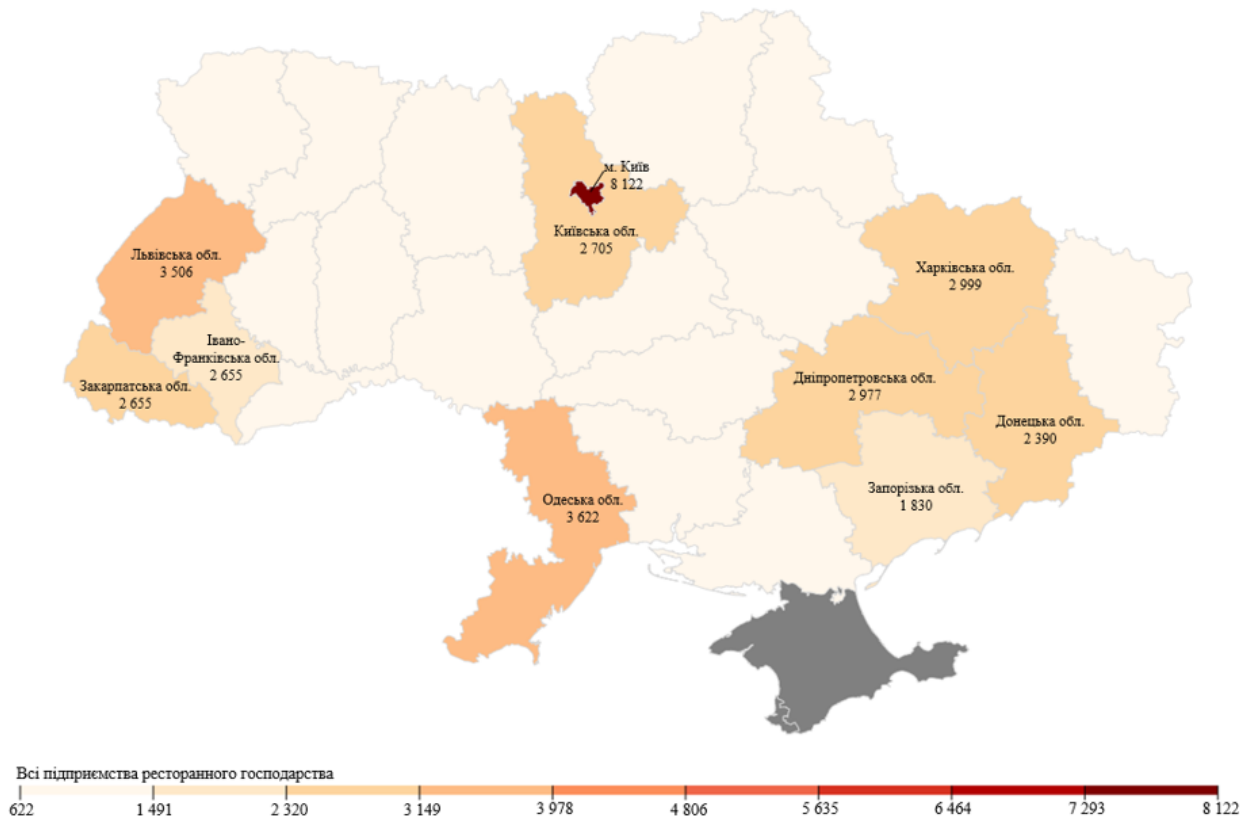 м. Київ
8 122
Київська обл.
2 705
Львівська обл.
3 506
Харківська обл.
2 999
Івано-
Франківська обл.
2 655
Закарпатська обл.
2 655
Дніпропетровська обл.
2 977
Донецька обл.
2 390
Запорізька обл.
1 830
Одеська обл.
3 622
Всі підприємства ресторанного господарства
622 1 491 2 320 3 149 3 978 4 806 5 635 6 464 7 293 8 122